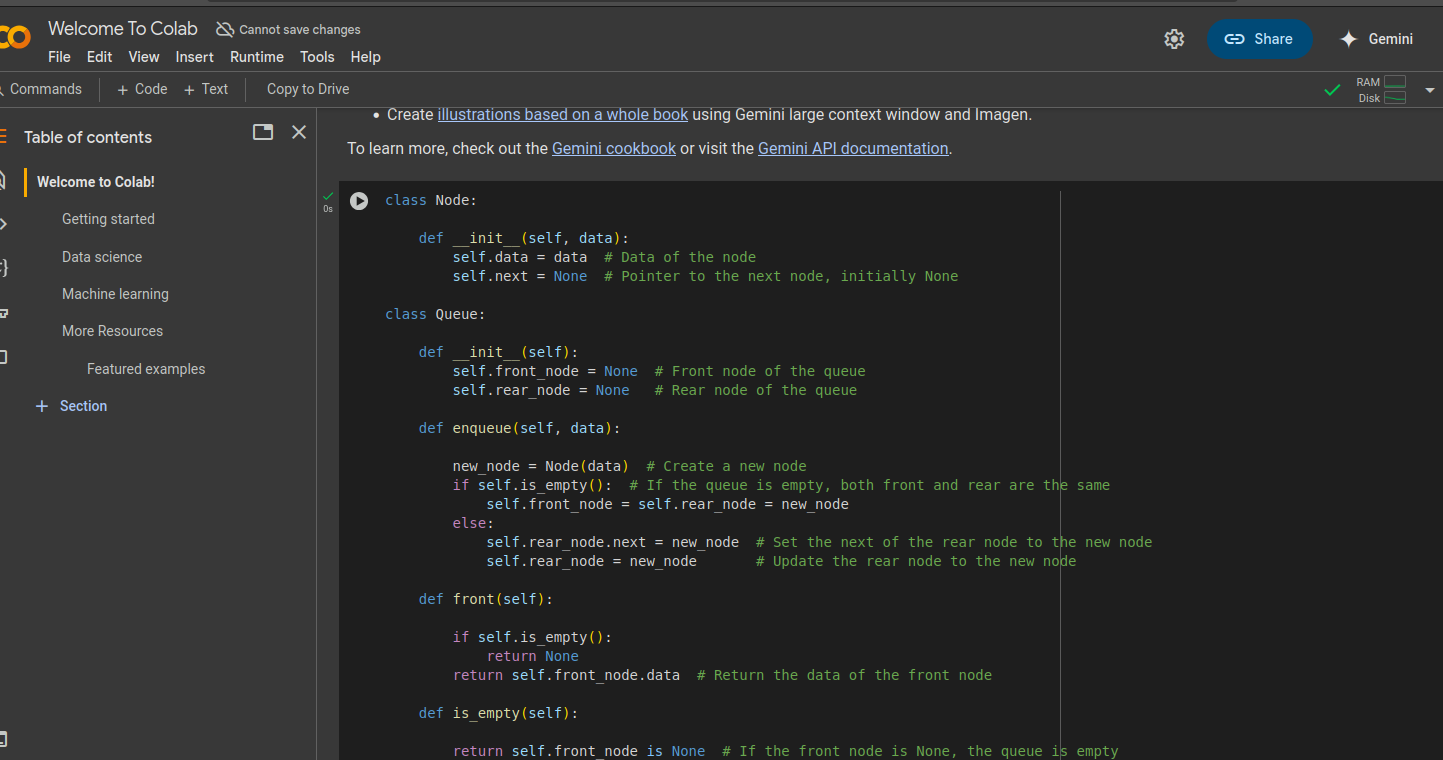 Welcome To Colab
Cannot save changes
File Edit View Insert Runtime Tools Help
Share
Gemini
Commands + Code + Text Copy to Drive
RAM
Disk
Table of contents
Welcome to Colab!
Getting started
Data science
Machine learning
More Resources
Featured examples
+ Section
• Create illustrations based on a whole book using Gemini large context window and Imagen.
To learn more, check out the Gemini cookbook or visit the Gemini API documentation.
0s
class Node:
    def __init__(self, data):
        self.data = data  # Data of the node
        self.next = None  # Pointer to the next node, initially None
class Queue:
    def __init__(self):
        self.front_node = None  # Front node of the queue
        self.rear_node = None   # Rear node of the queue
    def enqueue(self, data):
        new_node = Node(data)  # Create a new node
        if self.is_empty():  # If the queue is empty, both front and rear are the same
            self.front_node = self.rear_node = new_node
        else:
            self.rear_node.next = new_node  # Set the next of the rear node to the new node
            self.rear_node = new_node       # Update the rear node to the new node
    def front(self):
        if self.is_empty():
            return None
        return self.front_node.data  # Return the data of the front node
    def is_empty(self):
        return self.front_node is None  # If the front node is None, the queue is empty